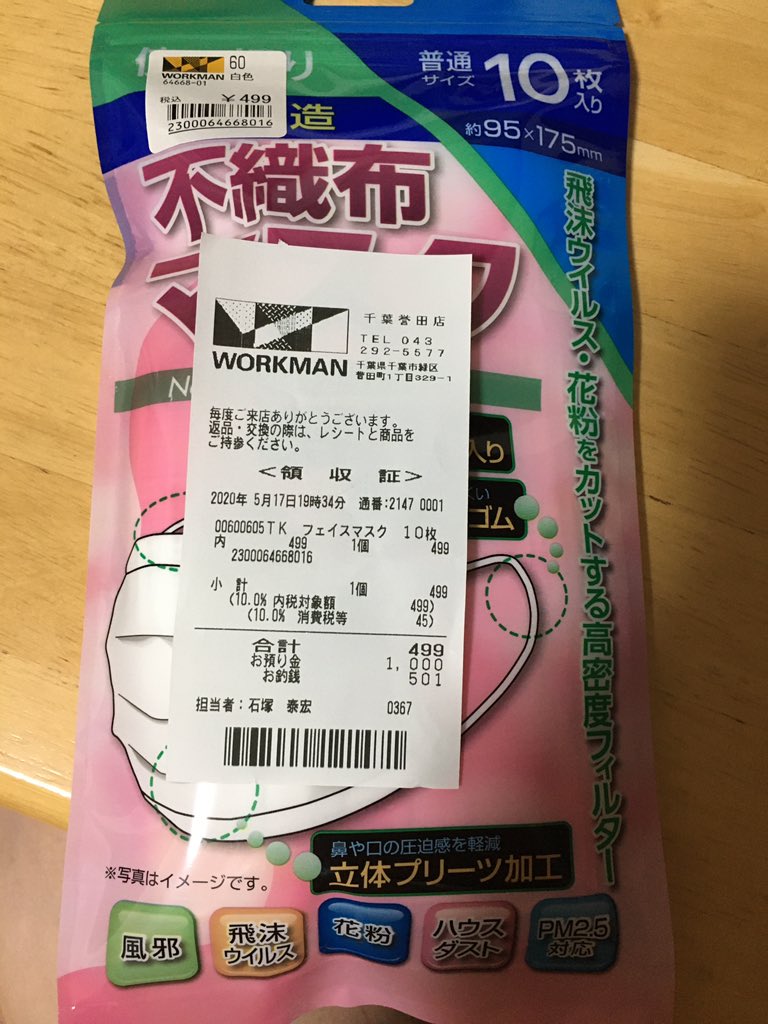 WORKMAN
64668-01
60
白色
税込 ¥499
2300064668016
普通
サイズ
10枚
入り
約95×175mm
造
不織布
マスク
飛沫ウイルス・花粉をカットする高密度フィルター
入り
ゴム
WORKMAN
千葉誉田店
TEL 043
292-5577
千葉県千葉市緑区
誉田町1丁目329-1
毎度ご来店ありがとうございます。
返品・交換の際は、レシートと商品を
ご持参ください。
<領 収 証>
2020年 5月17日19時34分 通番:2147 0001
00600605TK フェイスマスク 10枚
内 499 1個 499
2300064668016
小 計 1個 499
(10.0% 内税対象額 499)
(10.0% 消費税等 45)
合計 499
お預り金 1,000
お釣銭 501
担当者:石塚 泰宏 0367
鼻や口の圧迫感を軽減
立体プリーツ加工
※写真はイメージです。
風邪
飛沫
ウイルス
花粉
ハウス
ダスト
PM2.5
対応